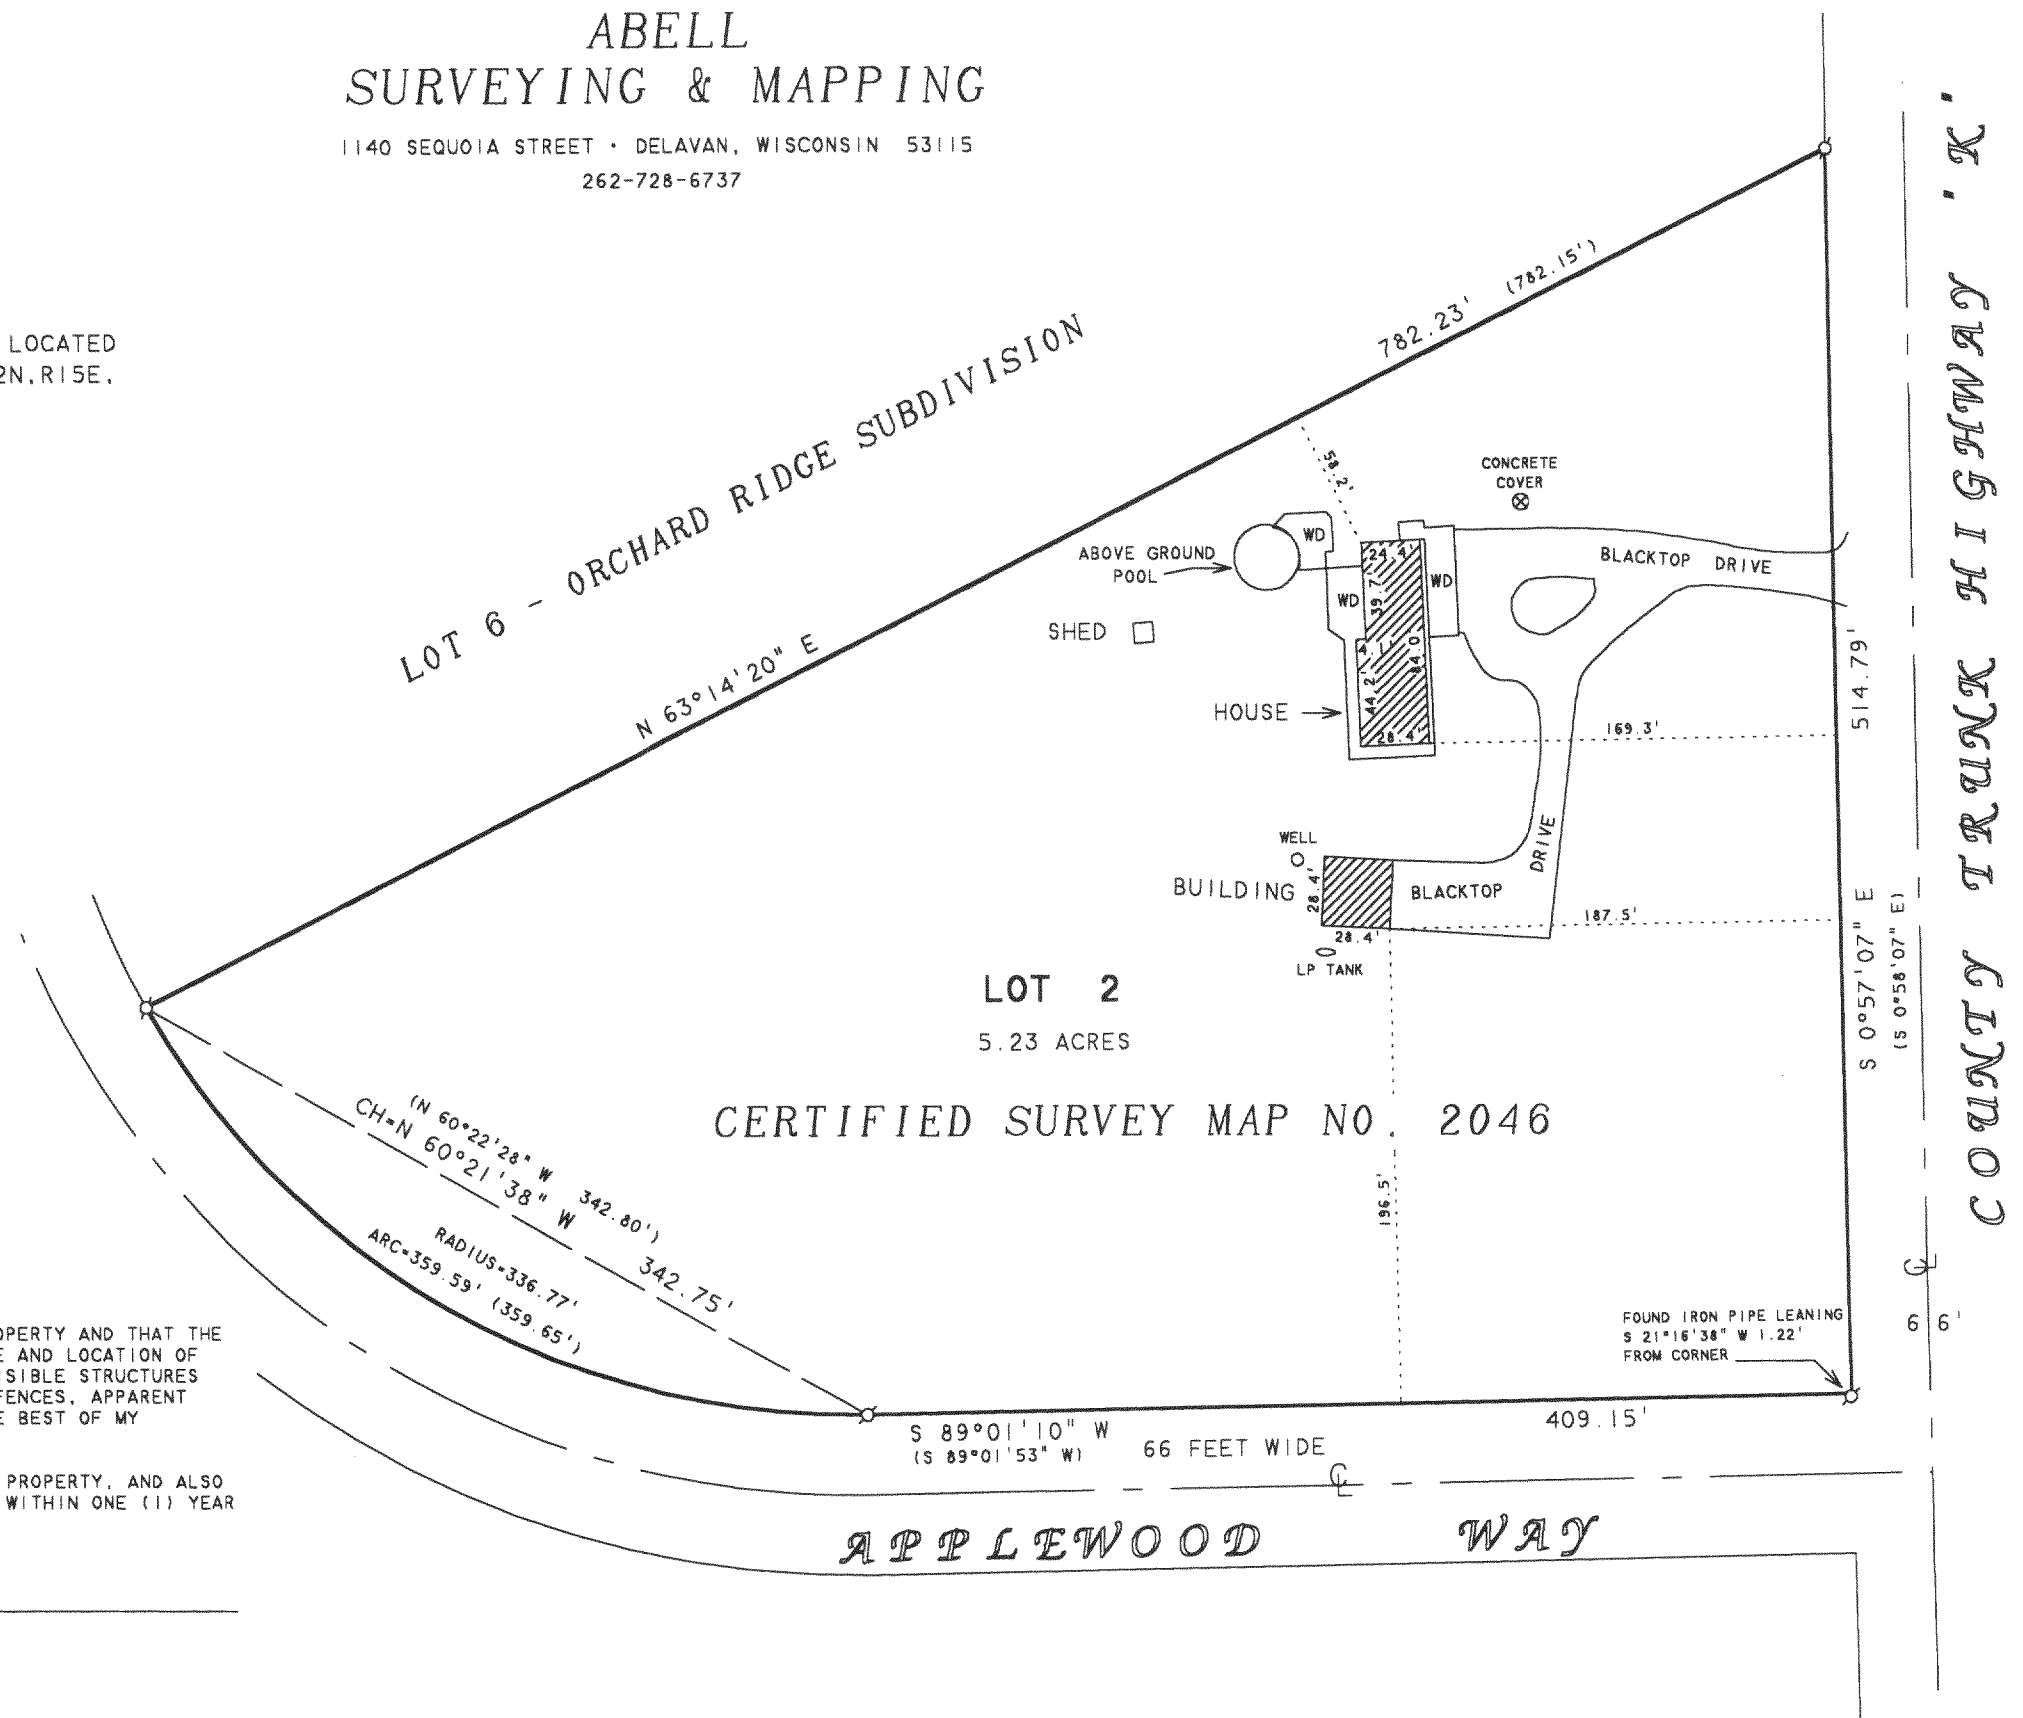 ABELL
SURVEYING & MAPPING
1140 SEQUOIA STREET • DELAVAN, WISCONSIN 53115
262-728-6737
LOCATED
2N,R15E,
COUNTY TRUNK HIGHWAY 'K'
LOT 6 - ORCHARD RIDGE SUBDIVISION
782.23' (782.15')
N 63°14'20" E
58.2'
CONCRETE
COVER
ABOVE GROUND
POOL
WD
WD
WD
24.4'
39.7'
4.1'
84.0'
44.2'
28.4'
BLACKTOP DRIVE
SHED
HOUSE
169.3'
514.79'
S 0°57'07" E
(S 0°58'07" E)
WELL
BUILDING
28.4'
28.4'
BLACKTOP
DRIVE
187.5'
LP TANK
LOT 2
5.23 ACRES
CERTIFIED SURVEY MAP NO. 2046
196.5'
(N 60°22'28" W 342.80')
CH=N 60°21'38" W 342.75'
RADIUS=336.77'
ARC=359.59' (359.65')
FOUND IRON PIPE LEANING
S 21°16'38" W 1.22'
FROM CORNER
66'
S 89°01'10" W 409.15'
(S 89°01'53" W) 66 FEET WIDE
APPLEWOOD WAY
OPERTY AND THAT THE
E AND LOCATION OF
ISIBLE STRUCTURES
FENCES, APPARENT
E BEST OF MY
PROPERTY, AND ALSO
WITHIN ONE (1) YEAR